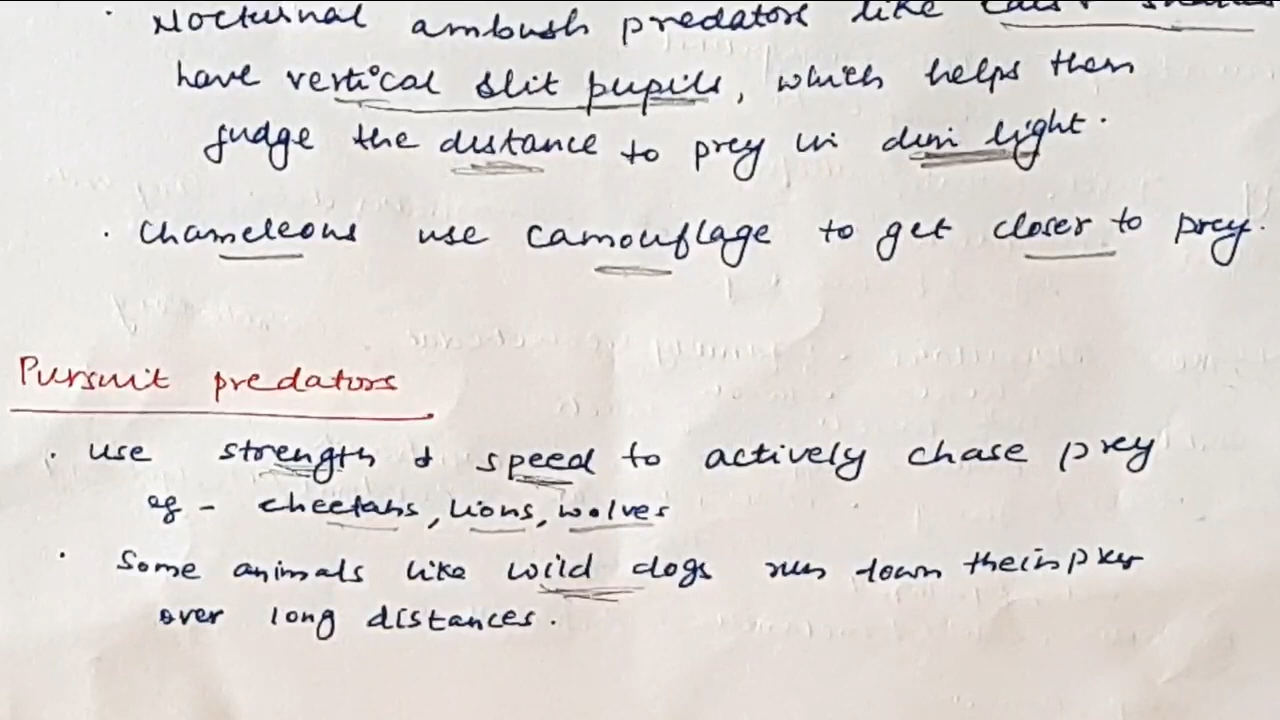 · Nocturnal ambush predators like cats & snakes
have vertical slit pupils, which helps them
judge the distance to prey in dim light.
· Chameleons use camouflage to get closer to prey.
Pursuit predators
· use strength & speed to actively chase prey
eg - cheetahs, lions, wolves
· Some animals like wild dogs run down their prey
over long distances.